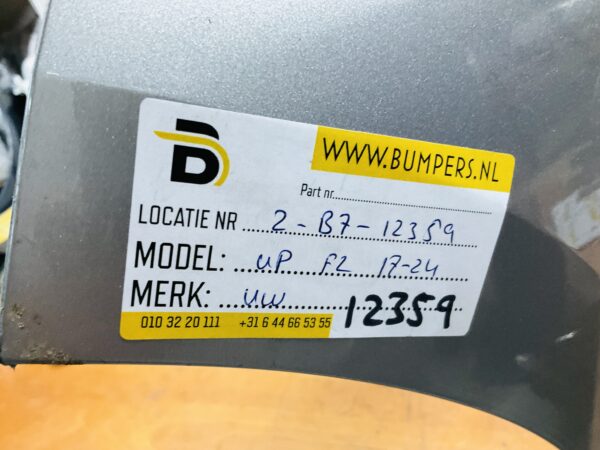 B
WWW.BUMPERS.NL
Part nr.
LOCATIE NR 2-B7-12359
MODEL: UP FL 17-24
MERK: VW 12359
010 32 20 111 +31 6 44 66 53 55